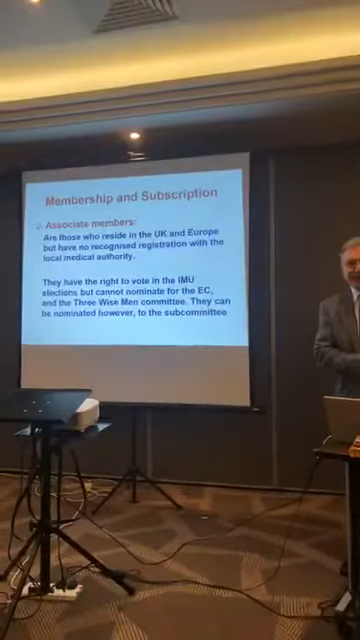 Membership and Subscription
2- Associate members:
Are those who reside in the UK and Europe
but have no recognised registration with the
local medical authority.
They have the right to vote in the IMU
elections but cannot nominate for the EC,
and the Three Wise Men committee. They can
be nominated however, to the subcommittee